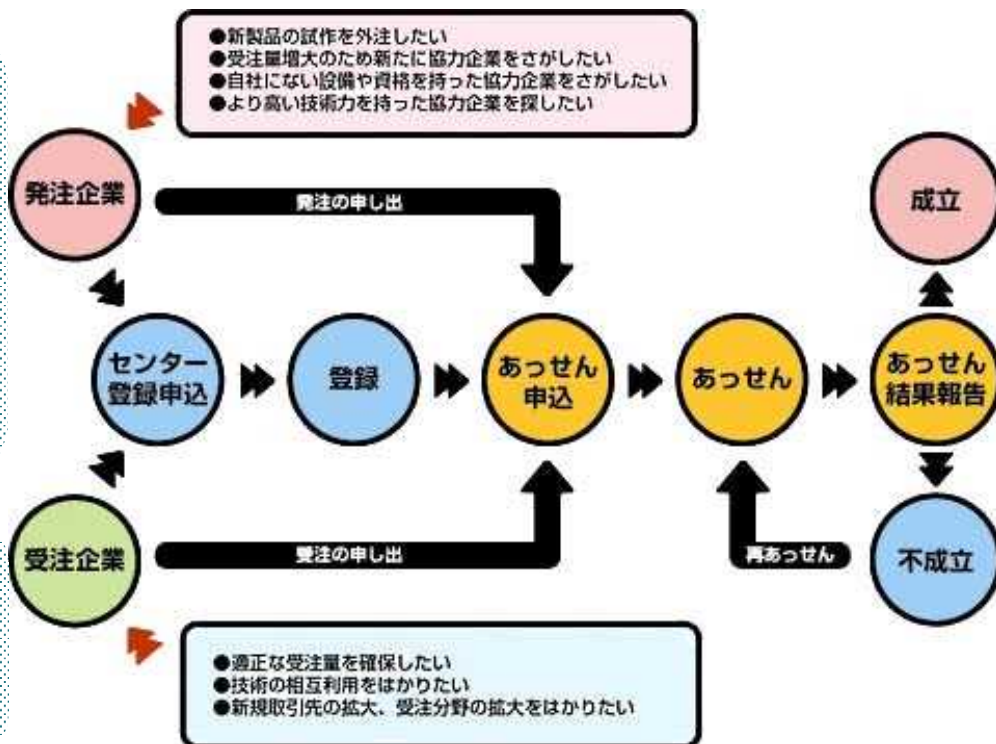 ●新製品の試作を外注したい
●受注量増大のため新たに協力企業をさがしたい
●自社にない設備や資格を持った協力企業をさがしたい
●より高い技術力を持った協力企業を探したい
発注企業
発注の申し出
成立
センター
登録申込
登録
あっせん
申込
あっせん
あっせん
結果報告
受注企業
受注の申し出
再あっせん
不成立
●適正な受注量を確保したい
●技術の相互利用をはかりたい
●新規取引先の拡大、受注分野の拡大をはかりたい